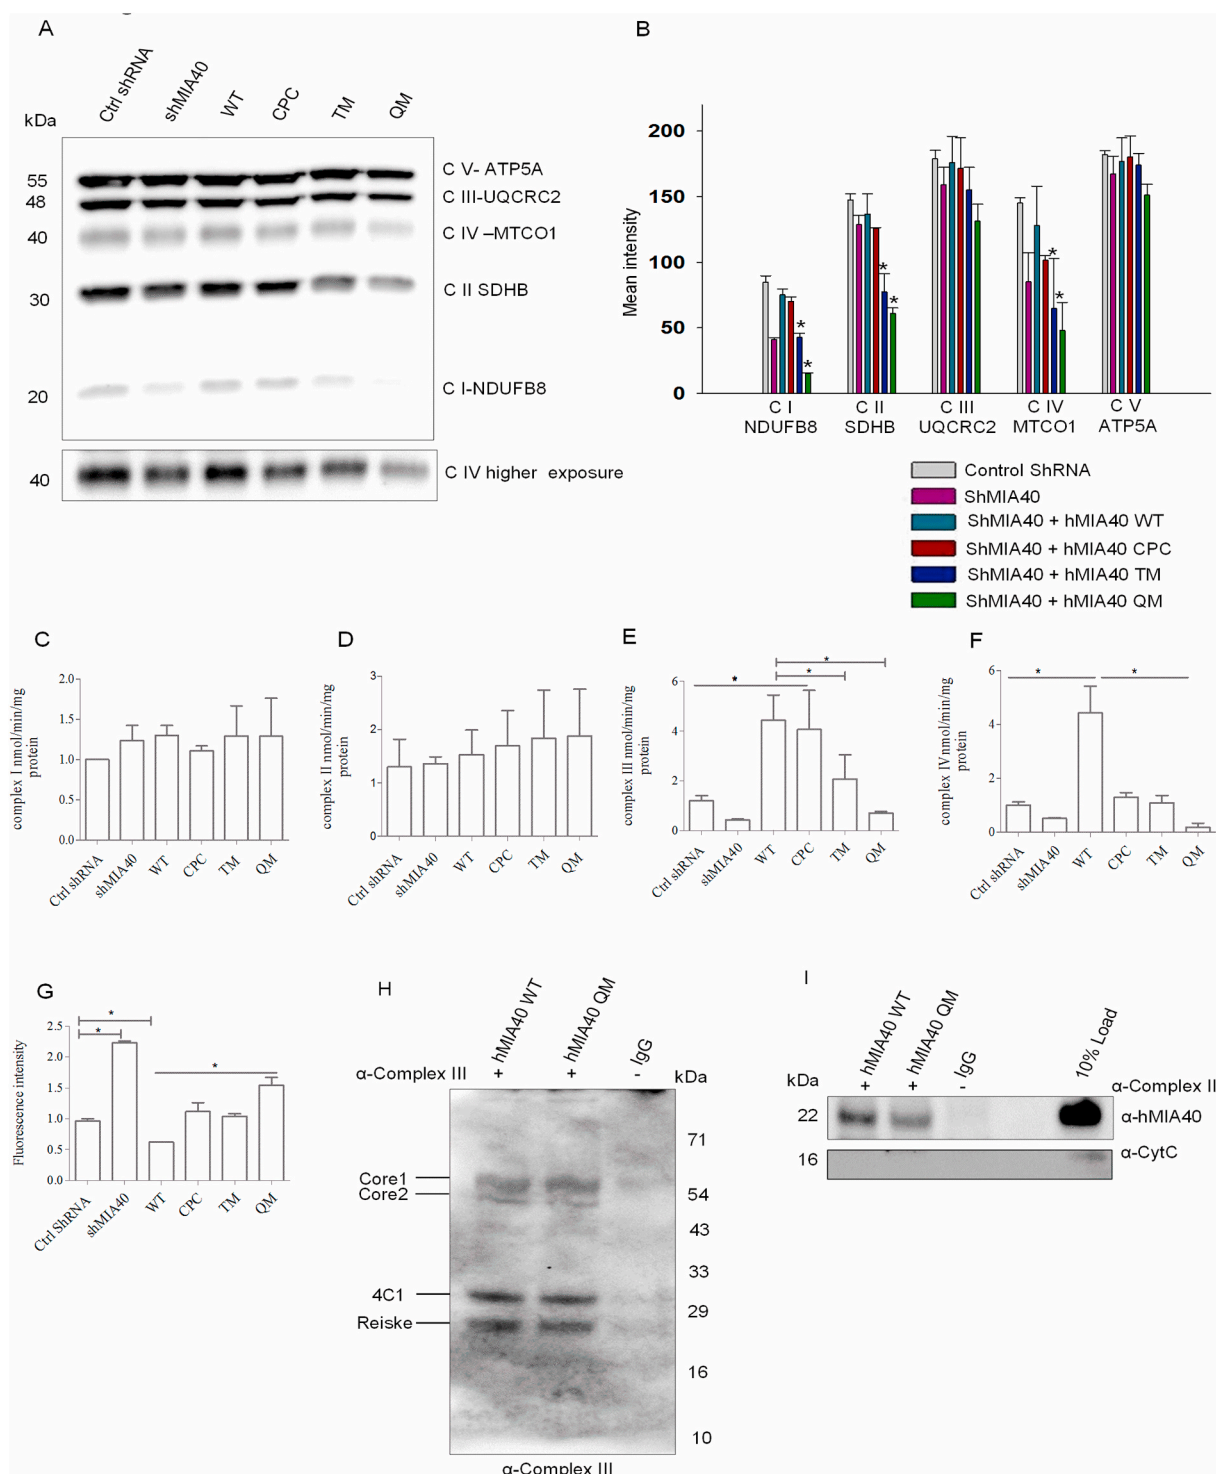 A
Ctrl shRNA
shMIA40
WT
CPC
TM
QM
kDa
55
48
40
30
20
40
C V- ATP5A
C III-UQCRC2
C IV –MTCO1
C II SDHB
C I-NDUFB8
C IV higher exposure
B
Mean intensity
200
150
100
50
0
* * * * * *
C I
NDUFB8
C II
SDHB
C III
UQCRC2
C IV
MTCO1
C V
ATP5A
Control ShRNA
ShMIA40
ShMIA40 + hMIA40 WT
ShMIA40 + hMIA40 CPC
ShMIA40 + hMIA40 TM
ShMIA40 + hMIA40 QM
C
complex I nmol/min/mg
protein
2.0
1.5
1.0
0.5
0.0
Ctrl shRNA
shMIA40
WT
CPC
TM
QM
D
complex II nmol/min/mg
protein
3
2
1
0
Ctrl shRNA
shMIA40
WT
CPC
TM
QM
E
complex III nmol/min/mg
protein
6
4
2
0
*
*
*
Ctrl shRNA
shMIA40
WT
CPC
TM
QM
F
complex IV nmol/min/mg
protein
6
4
2
0
*
*
Ctrl shRNA
shMIA40
WT
CPC
TM
QM
G
Fluorescence intensity
2.5
2.0
1.5
1.0
0.5
0.0
*
*
*
Ctrl ShRNA
shMIA40
WT
CPC
TM
QM
H
hMIA40 WT
hMIA40 QM
IgG
α-Complex III + + -
kDa
71
54
43
33
29
16
10
Core1
Core2
4C1
Reiske
α-Complex III
I
hMIA40 WT
hMIA40 QM
IgG
10% Load
kDa
+ + - α-Complex II
22
α-hMIA40
16
α-CytC